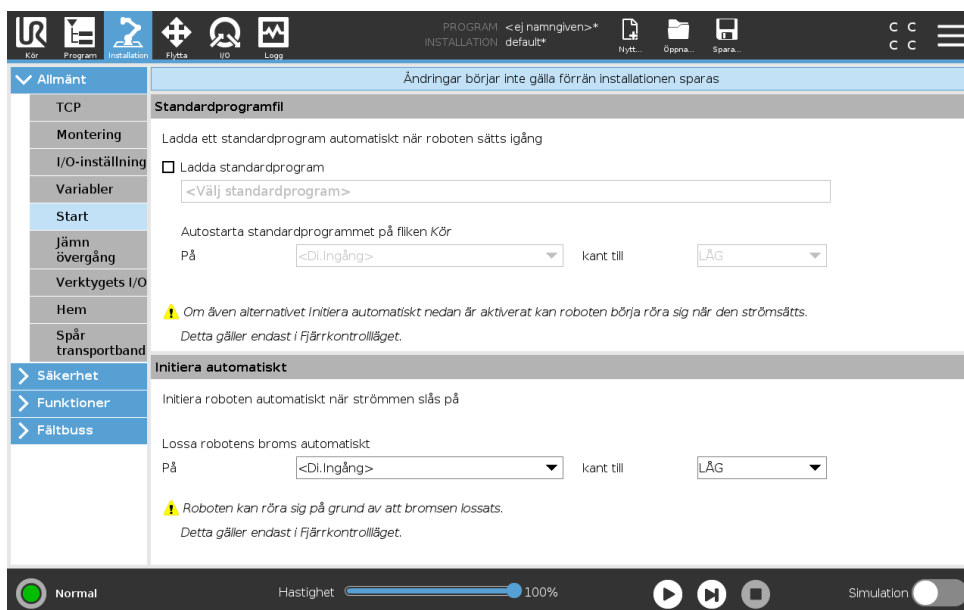 UR
PROGRAM <ej namngiven>*
INSTALLATION default*
Kör Program Installation Flytta I/O Logg Nytt... Öppna... Spara...
C C
C C
Allmänt
TCP
Montering
I/O-inställning
Variabler
Start
Jämn
övergång
Verktygets I/O
Hem
Spår
transportband
Säkerhet
Funktioner
Fältbuss
Ändringar börjar inte gälla förrän installationen sparas
Standardprogramfil
Ladda ett standardprogram automatiskt när roboten sätts igång
Ladda standardprogram
<Välj standardprogram>
Autostarta standardprogrammet på fliken Kör
På <Di.Ingång> kant till LÅG
Om även alternativet Initiera automatiskt nedan är aktiverat kan roboten börja röra sig när den strömsätts.
Detta gäller endast i Fjärrkontrollläget.
Initiera automatiskt
Initiera roboten automatiskt när strömmen slås på
Lossa robotens broms automatiskt
På <Di.Ingång> kant till LÅG
Roboten kan röra sig på grund av att bromsen lossats.
Detta gäller endast i Fjärrkontrollläget.
Normal Hastighet 100% Simulation